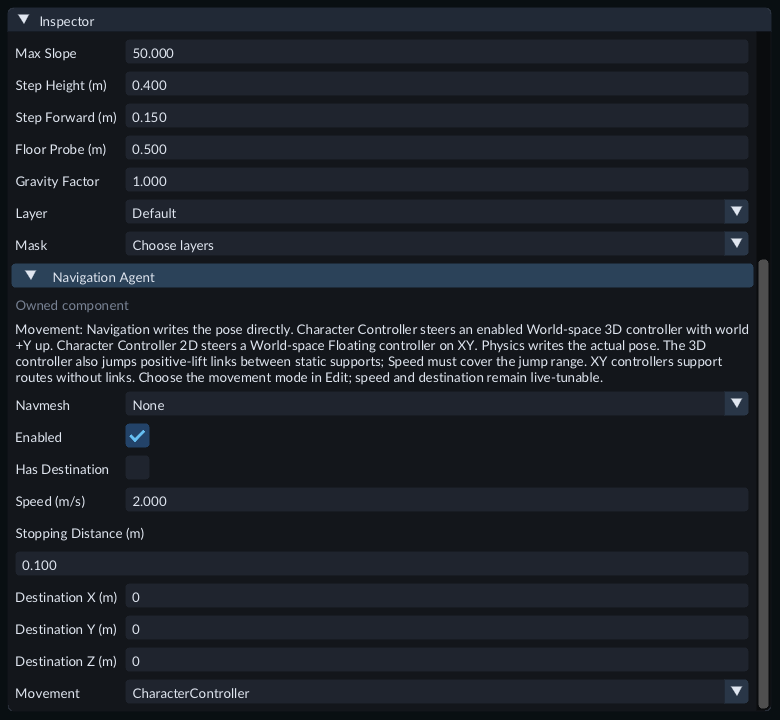 Inspector
Max Slope 50.000
Step Height (m) 0.400
Step Forward (m) 0.150
Floor Probe (m) 0.500
Gravity Factor 1.000
Layer Default
Mask Choose layers
Navigation Agent
Owned component
Movement: Navigation writes the pose directly. Character Controller steers an enabled World-space 3D controller with world
+Y up. Character Controller 2D steers a World-space Floating controller on XY. Physics writes the actual pose. The 3D
controller also jumps positive-lift links between static supports; Speed must cover the jump range. XY controllers support
routes without links. Choose the movement mode in Edit; speed and destination remain live-tunable.
Navmesh None
Enabled
Has Destination
Speed (m/s) 2.000
Stopping Distance (m)
0.100
Destination X (m) 0
Destination Y (m) 0
Destination Z (m) 0
Movement CharacterController